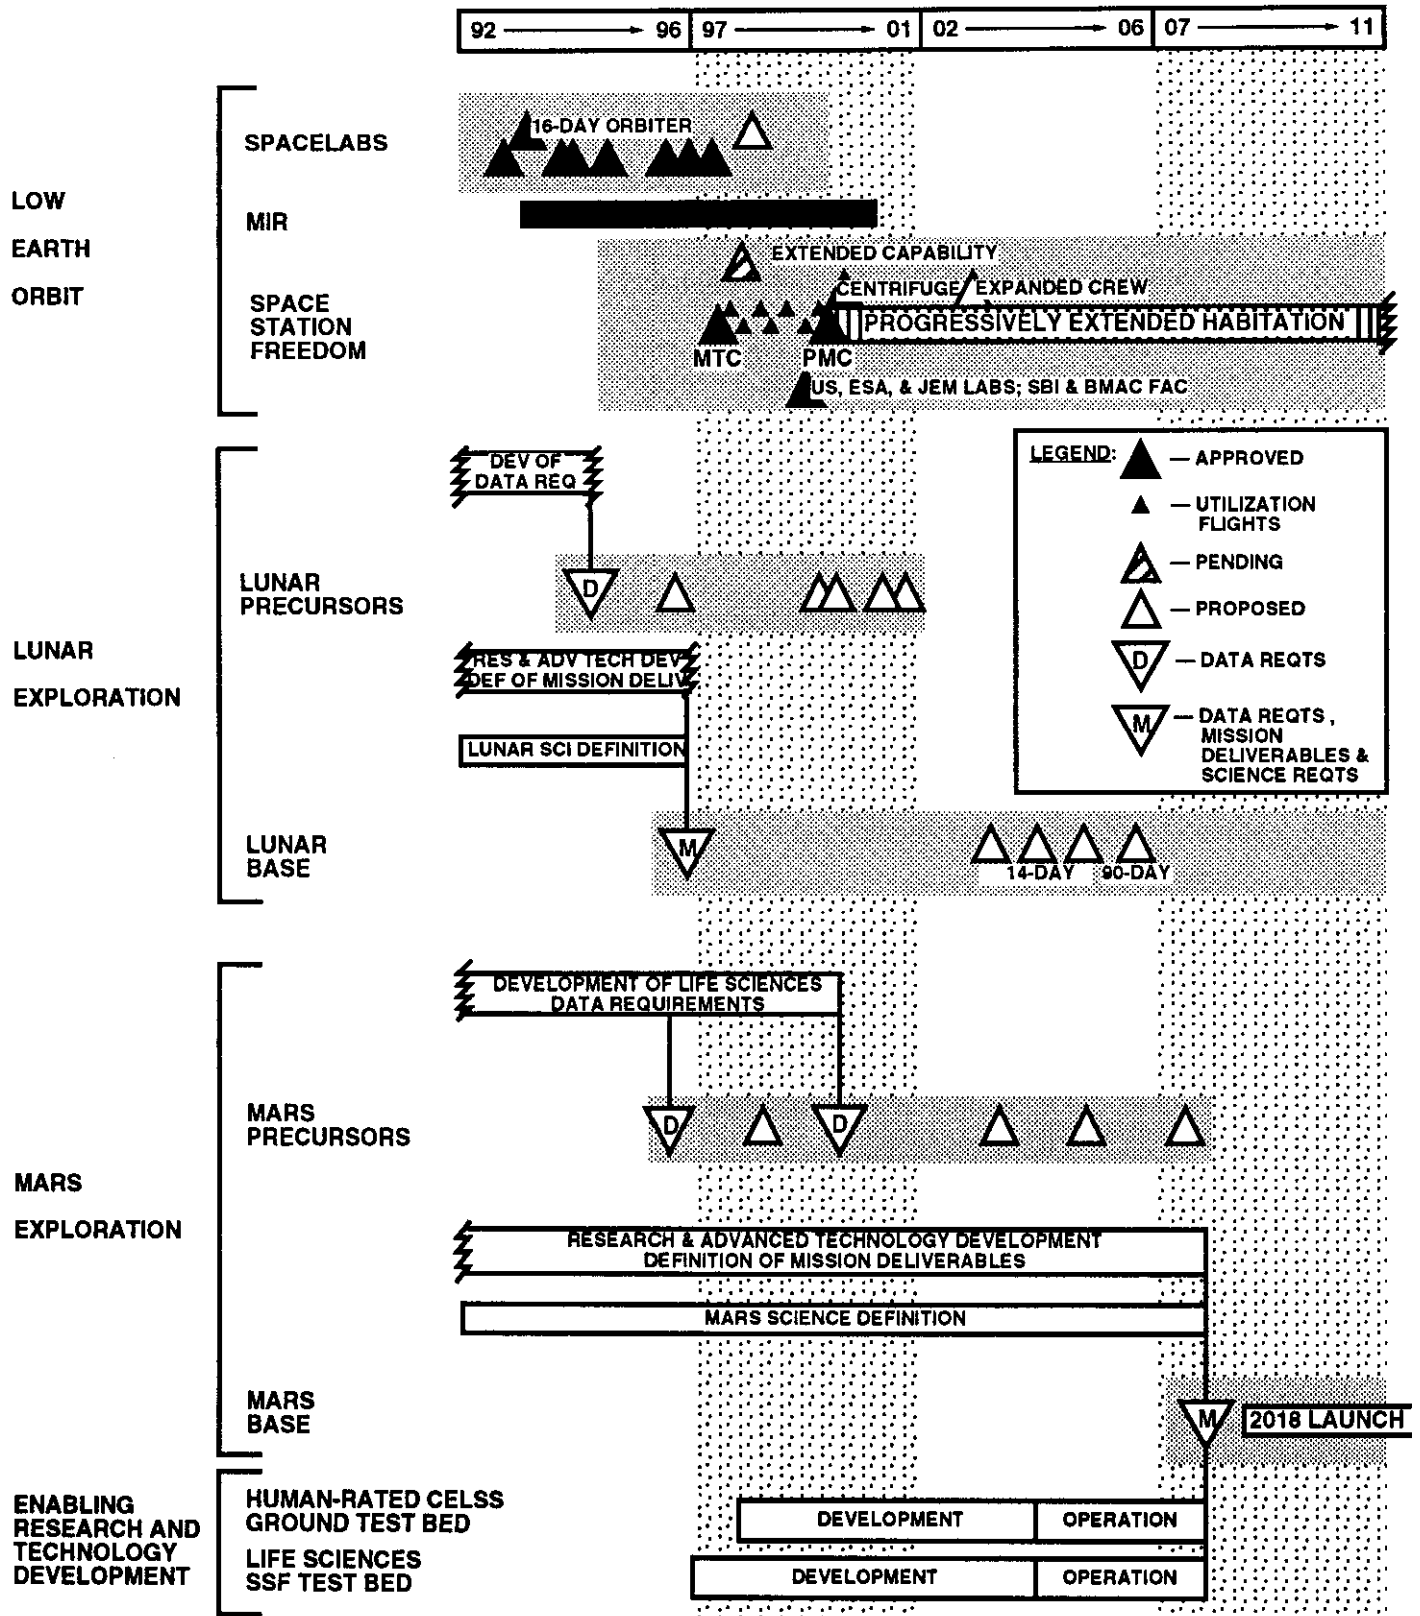 92 96 97 01 02 06 07 11
SPACELABS
16-DAY ORBITER
LOW
EARTH
ORBIT
MIR
EXTENDED CAPABILITY
CENTRIFUGE EXPANDED CREW
SPACE
STATION
FREEDOM
PROGRESSIVELY EXTENDED HABITATION
MTC PMC
US, ESA, & JEM LABS; SBI & BMAC FAC
LEGEND:
— APPROVED
— UTILIZATION
FLIGHTS
— PENDING
— PROPOSED
D — DATA REQTS
M — DATA REQTS ,
MISSION
DELIVERABLES &
SCIENCE REQTS
LUNAR
EXPLORATION
DEV OF
DATA REQ
LUNAR
PRECURSORS
D
RES & ADV TECH DEV
DEF OF MISSION DELIV
LUNAR SCI DEFINITION
LUNAR
BASE
M
14-DAY 90-DAY
MARS
EXPLORATION
DEVELOPMENT OF LIFE SCIENCES
DATA REQUIREMENTS
MARS
PRECURSORS
D D
RESEARCH & ADVANCED TECHNOLOGY DEVELOPMENT
DEFINITION OF MISSION DELIVERABLES
MARS SCIENCE DEFINITION
MARS
BASE
M 2018 LAUNCH
ENABLING
RESEARCH AND
TECHNOLOGY
DEVELOPMENT
HUMAN-RATED CELSS
GROUND TEST BED
DEVELOPMENT OPERATION
LIFE SCIENCES
SSF TEST BED
DEVELOPMENT OPERATION